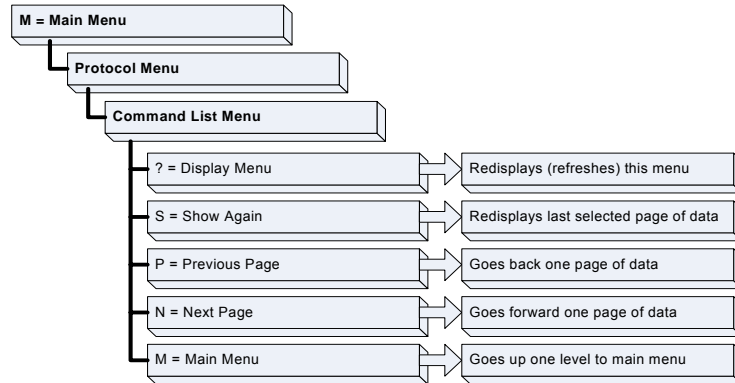 M = Main Menu
Protocol Menu
Command List Menu
? = Display Menu
Redisplays (refreshes) this menu
S = Show Again
Redisplays last selected page of data
P = Previous Page
Goes back one page of data
N = Next Page
Goes forward one page of data
M = Main Menu
Goes up one level to main menu